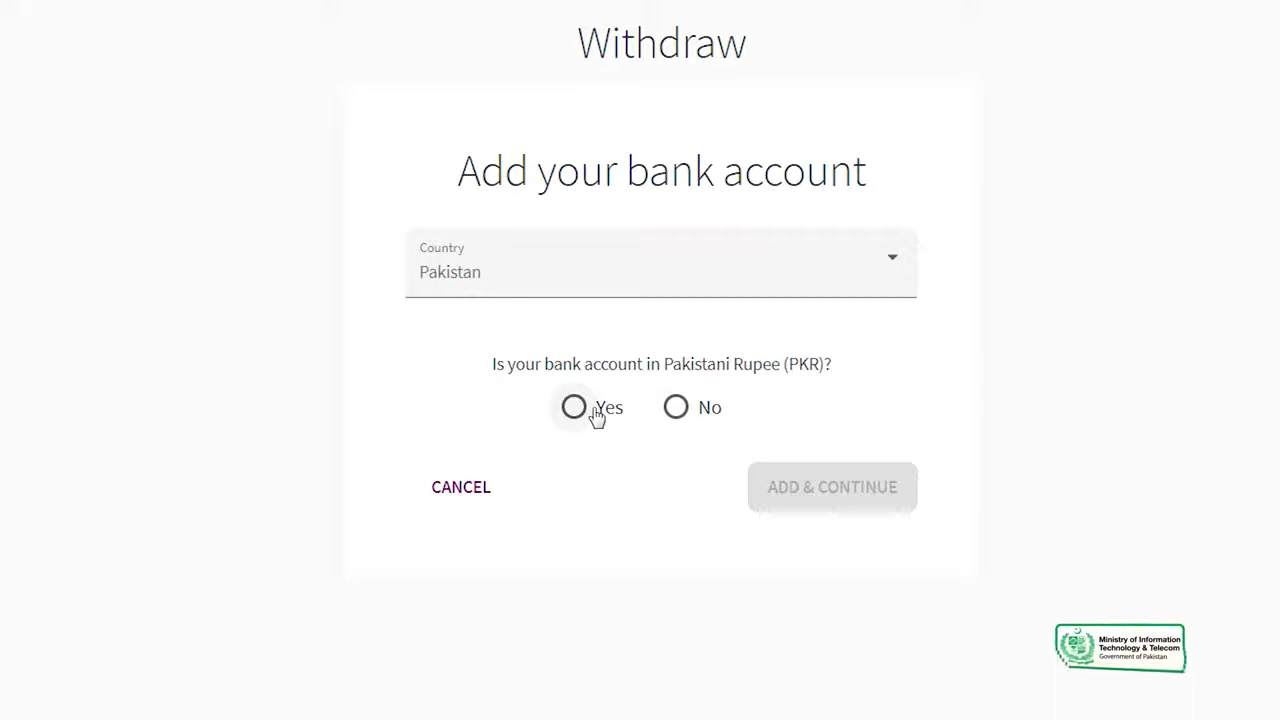 Withdraw
Add your bank account
Country
Pakistan
Is your bank account in Pakistani Rupee (PKR)?
Yes No
CANCEL ADD & CONTINUE
Ministry of Information
Technology & Telecom
Government of Pakistan